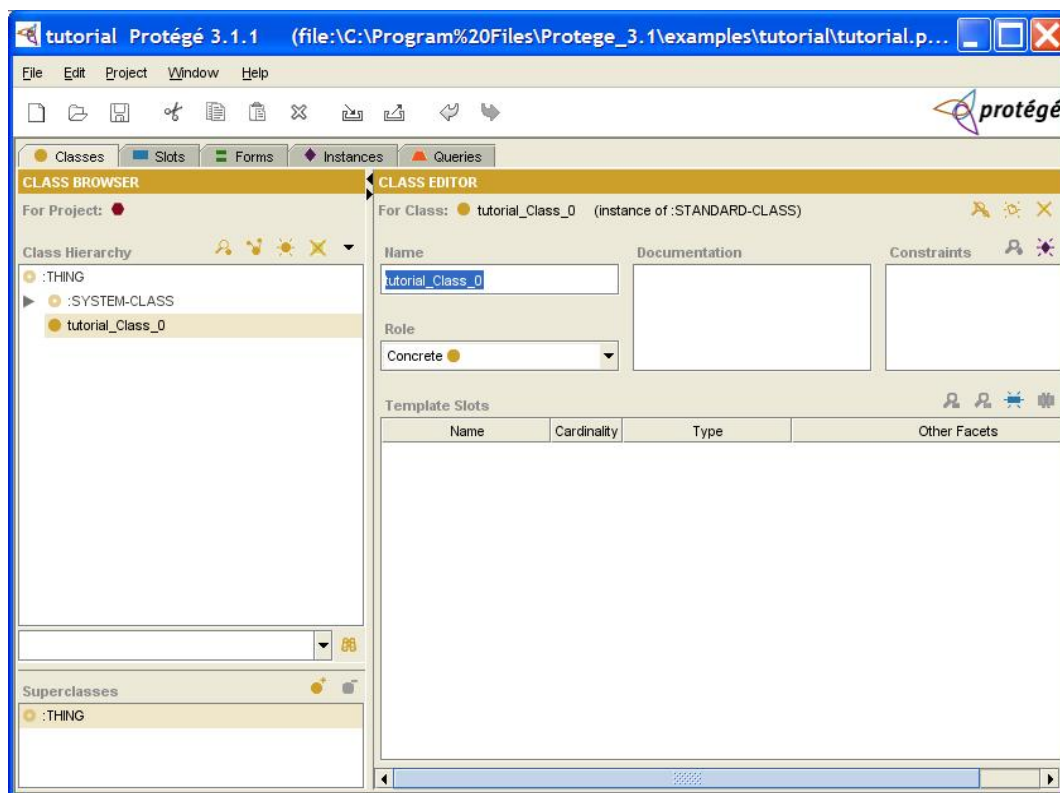 tutorial Protégé 3.1.1 (file:\C:\Program%20Files\Protege_3.1\examples\tutorial\tutorial.p...
File Edit Project Window Help
protégé
Classes Slots Forms Instances Queries
CLASS BROWSER
For Project:
Class Hierarchy
:THING
:SYSTEM-CLASS
tutorial_Class_0
Superclasses
:THING
CLASS EDITOR
For Class: tutorial_Class_0 (instance of :STANDARD-CLASS)
Name
tutorial_Class_0
Role
Concrete
Documentation
Constraints
Template Slots
Name Cardinality Type Other Facets